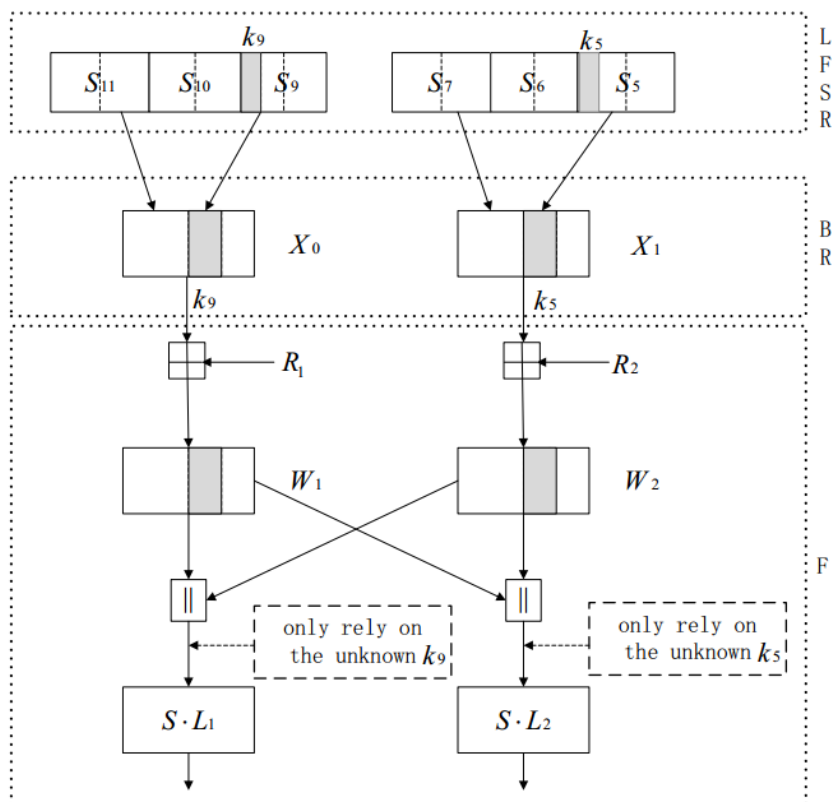 k9
k5
S11
S10
S9
S7
S6
S5
L
F
S
R
X0
X1
B
R
k9
k5
R1
R2
W1
W2
F
||
||
only rely on
the unknown k9
only rely on
the unknown k5
S · L1
S · L2